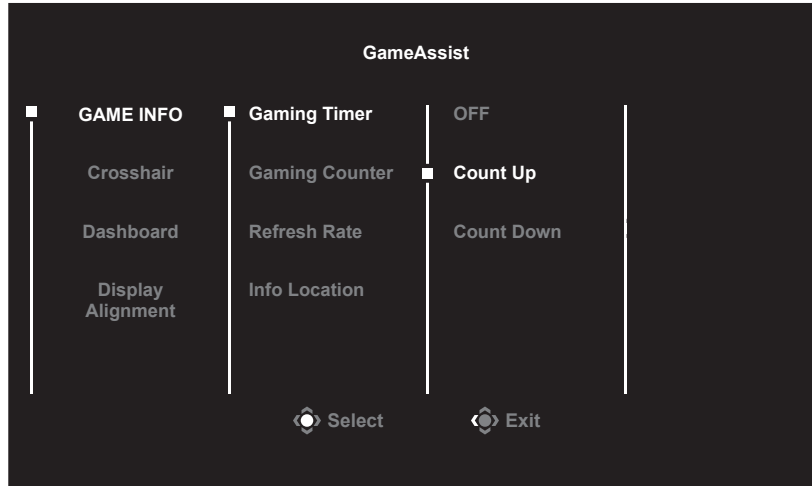 GameAssist
GAME INFO
Crosshair
Dashboard
Display
Alignment
Gaming Timer
Gaming Counter
Refresh Rate
Info Location
OFF
Count Up
Count Down
Select
Exit